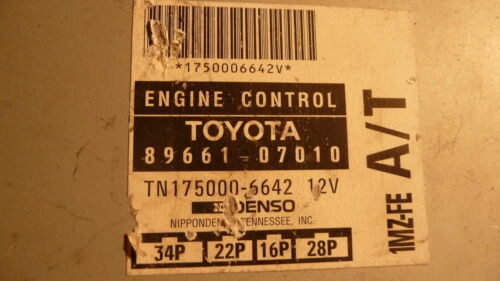 *1750006642V*
ENGINE CONTROL
TOYOTA
89661-07010
TN175000-6642 12V
DENSO
NIPPONDENSO TENNESSEE, INC.
34P 22P 16P 28P
1MZ-FE A/T